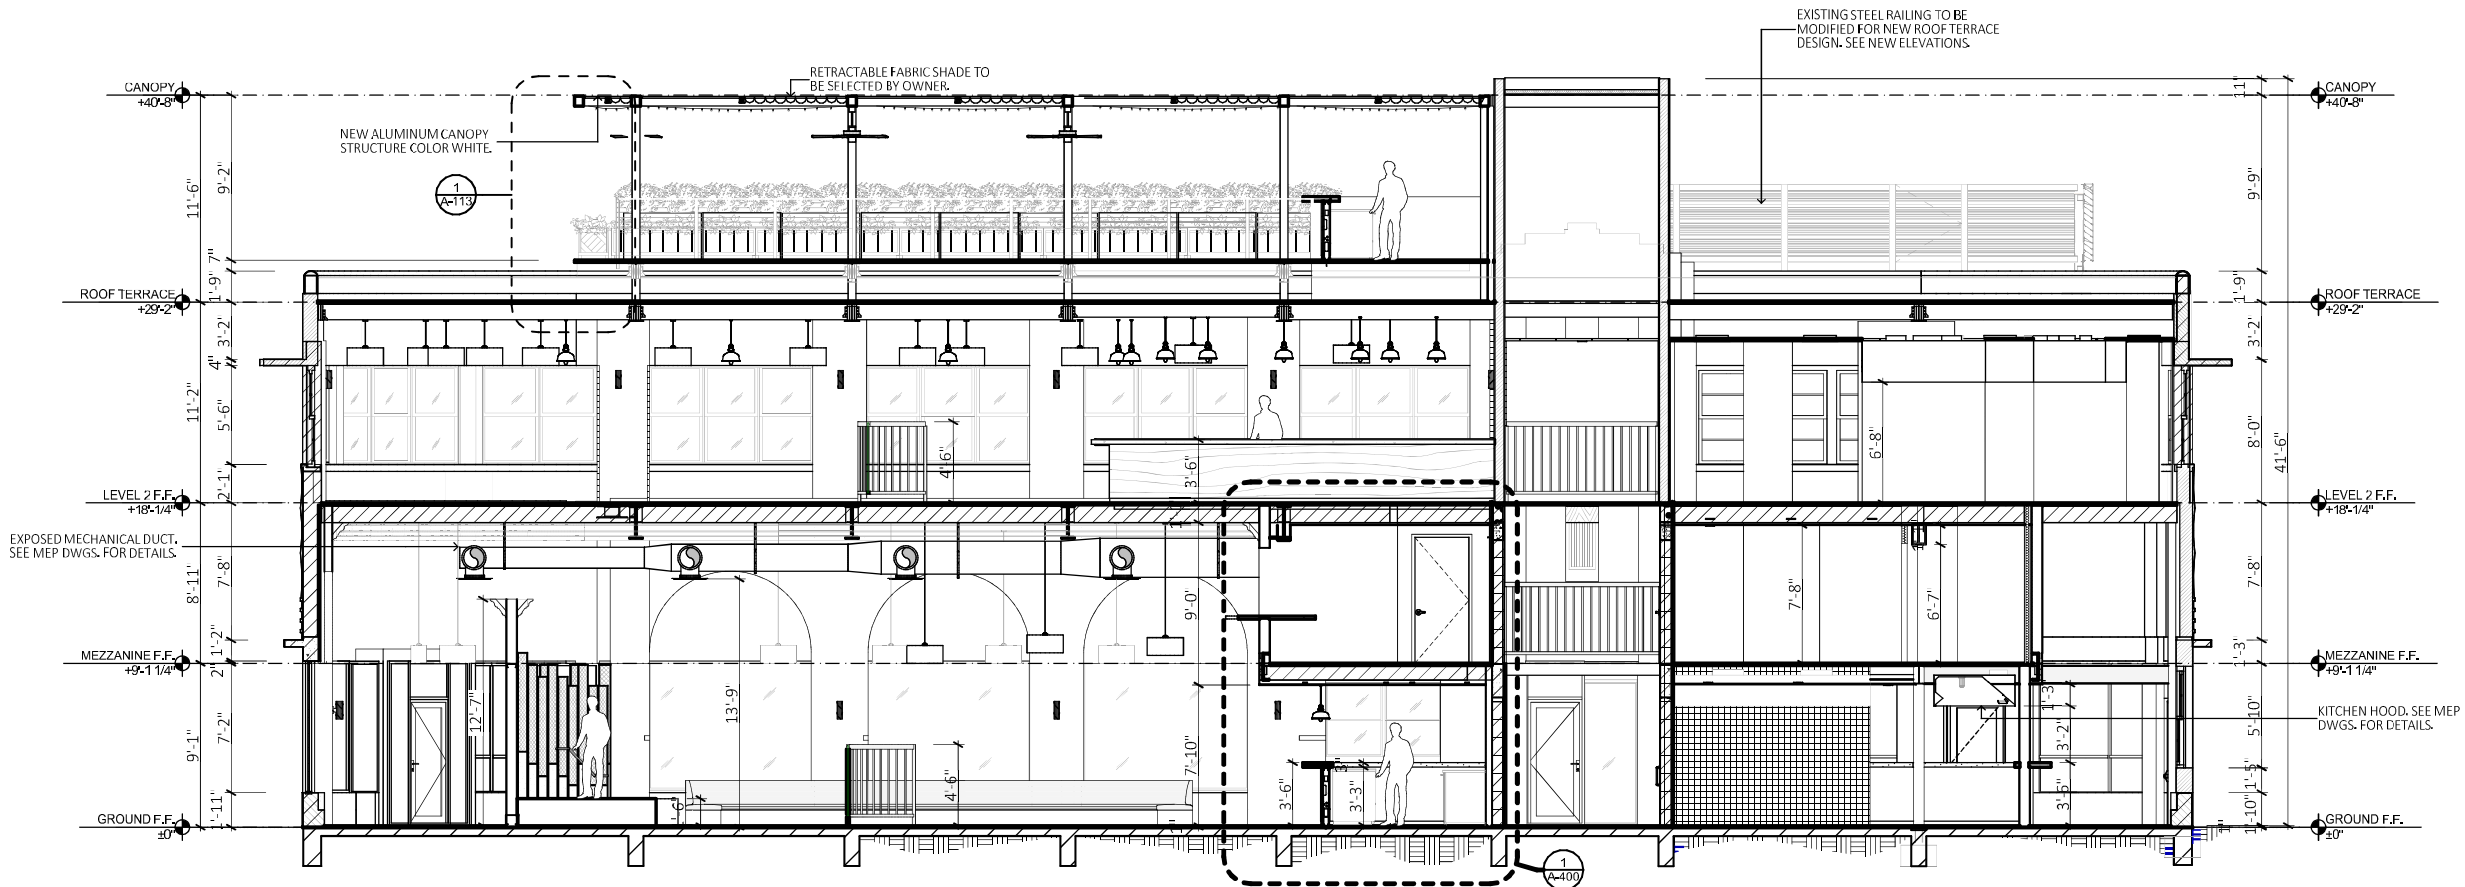 EXISTING STEEL RAILING TO BE
MODIFIED FOR NEW ROOF TERRACE
DESIGN. SEE NEW ELEVATIONS.
RETRACTABLE FABRIC SHADE TO
BE SELECTED BY OWNER.
NEW ALUMINUM CANOPY
STRUCTURE COLOR WHITE.
1
A-113
CANOPY
+40'-8"
ROOF TERRACE
+29'-2"
LEVEL 2 F.F.
+18'-1/4"
EXPOSED MECHANICAL DUCT.
SEE MEP DWGS. FOR DETAILS.
MEZZANINE F.F.
+9'-1 1/4"
GROUND F.F.
±0"
11'-6"
9'-2"
7"
1'-9"
3'-2"
4"
11'-2"
5'-6"
2'-1"
8'-11"
7'-8"
1'-2"
2"
9'-1"
7'-2"
1'-11"
12'-7"
13'-9"
4'-6"
4'-6"
3'-6"
9'-0"
7'-10"
3'-6"
3"
3'-3"
1"
6'-8"
7'-8"
6'-7"
1'-3"
3'-2"
3'-6"
1
A-400
11"
9'-9"
1'-9"
3'-2"
8'-0"
41'-6"
7'-8"
1'-3"
5'-10"
1'-5"
1'-10"
1"
CANOPY
+40'-8"
ROOF TERRACE
+29'-2"
LEVEL 2 F.F.
+18'-1/4"
MEZZANINE F.F.
+9'-1 1/4"
KITCHEN HOOD. SEE MEP
DWGS. FOR DETAILS.
GROUND F.F.
±0"